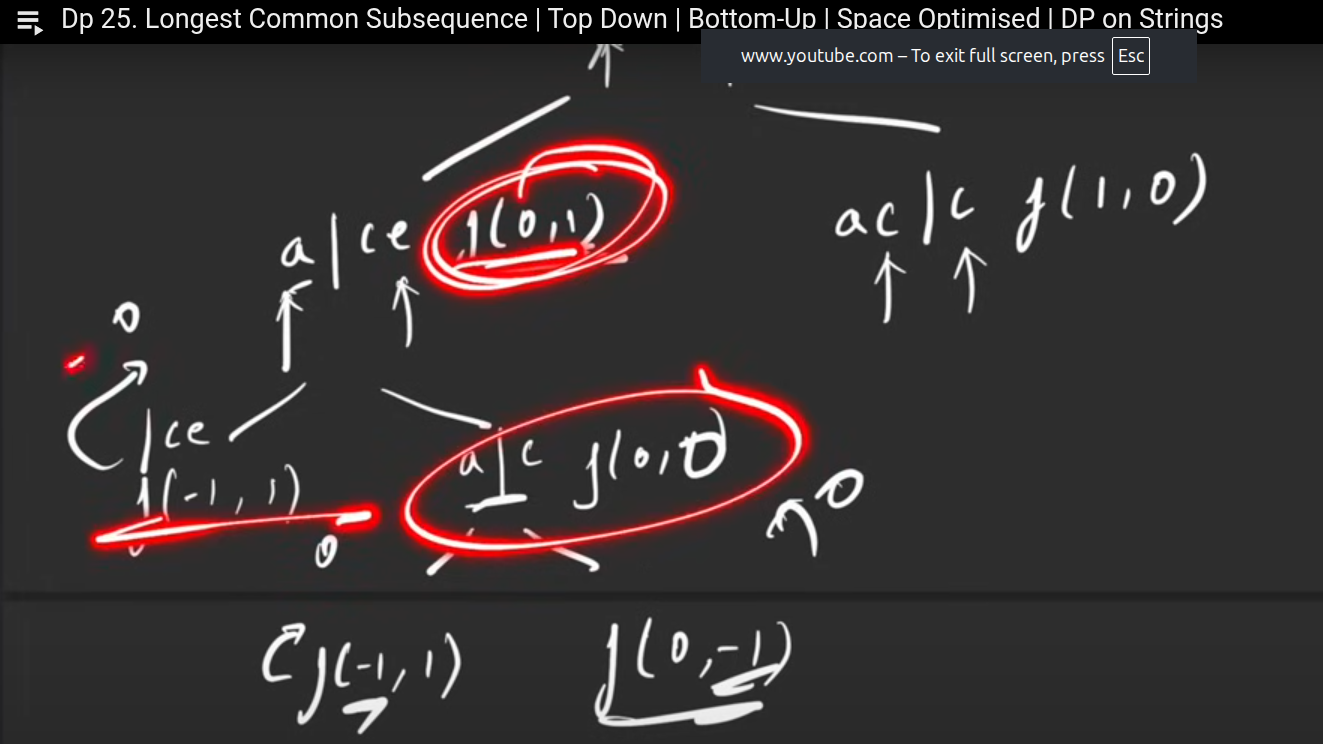 Dp 25. Longest Common Subsequence | Top Down | Bottom-Up | Space Optimised | DP on Strings
www.youtube.com – To exit full screen, press Esc
a|ce f(0,1) ac|c f(1,0)
0
|ce a|c f(0,0)
f(-1, 1) 0
0
f(-1, 1) f(0,-1)